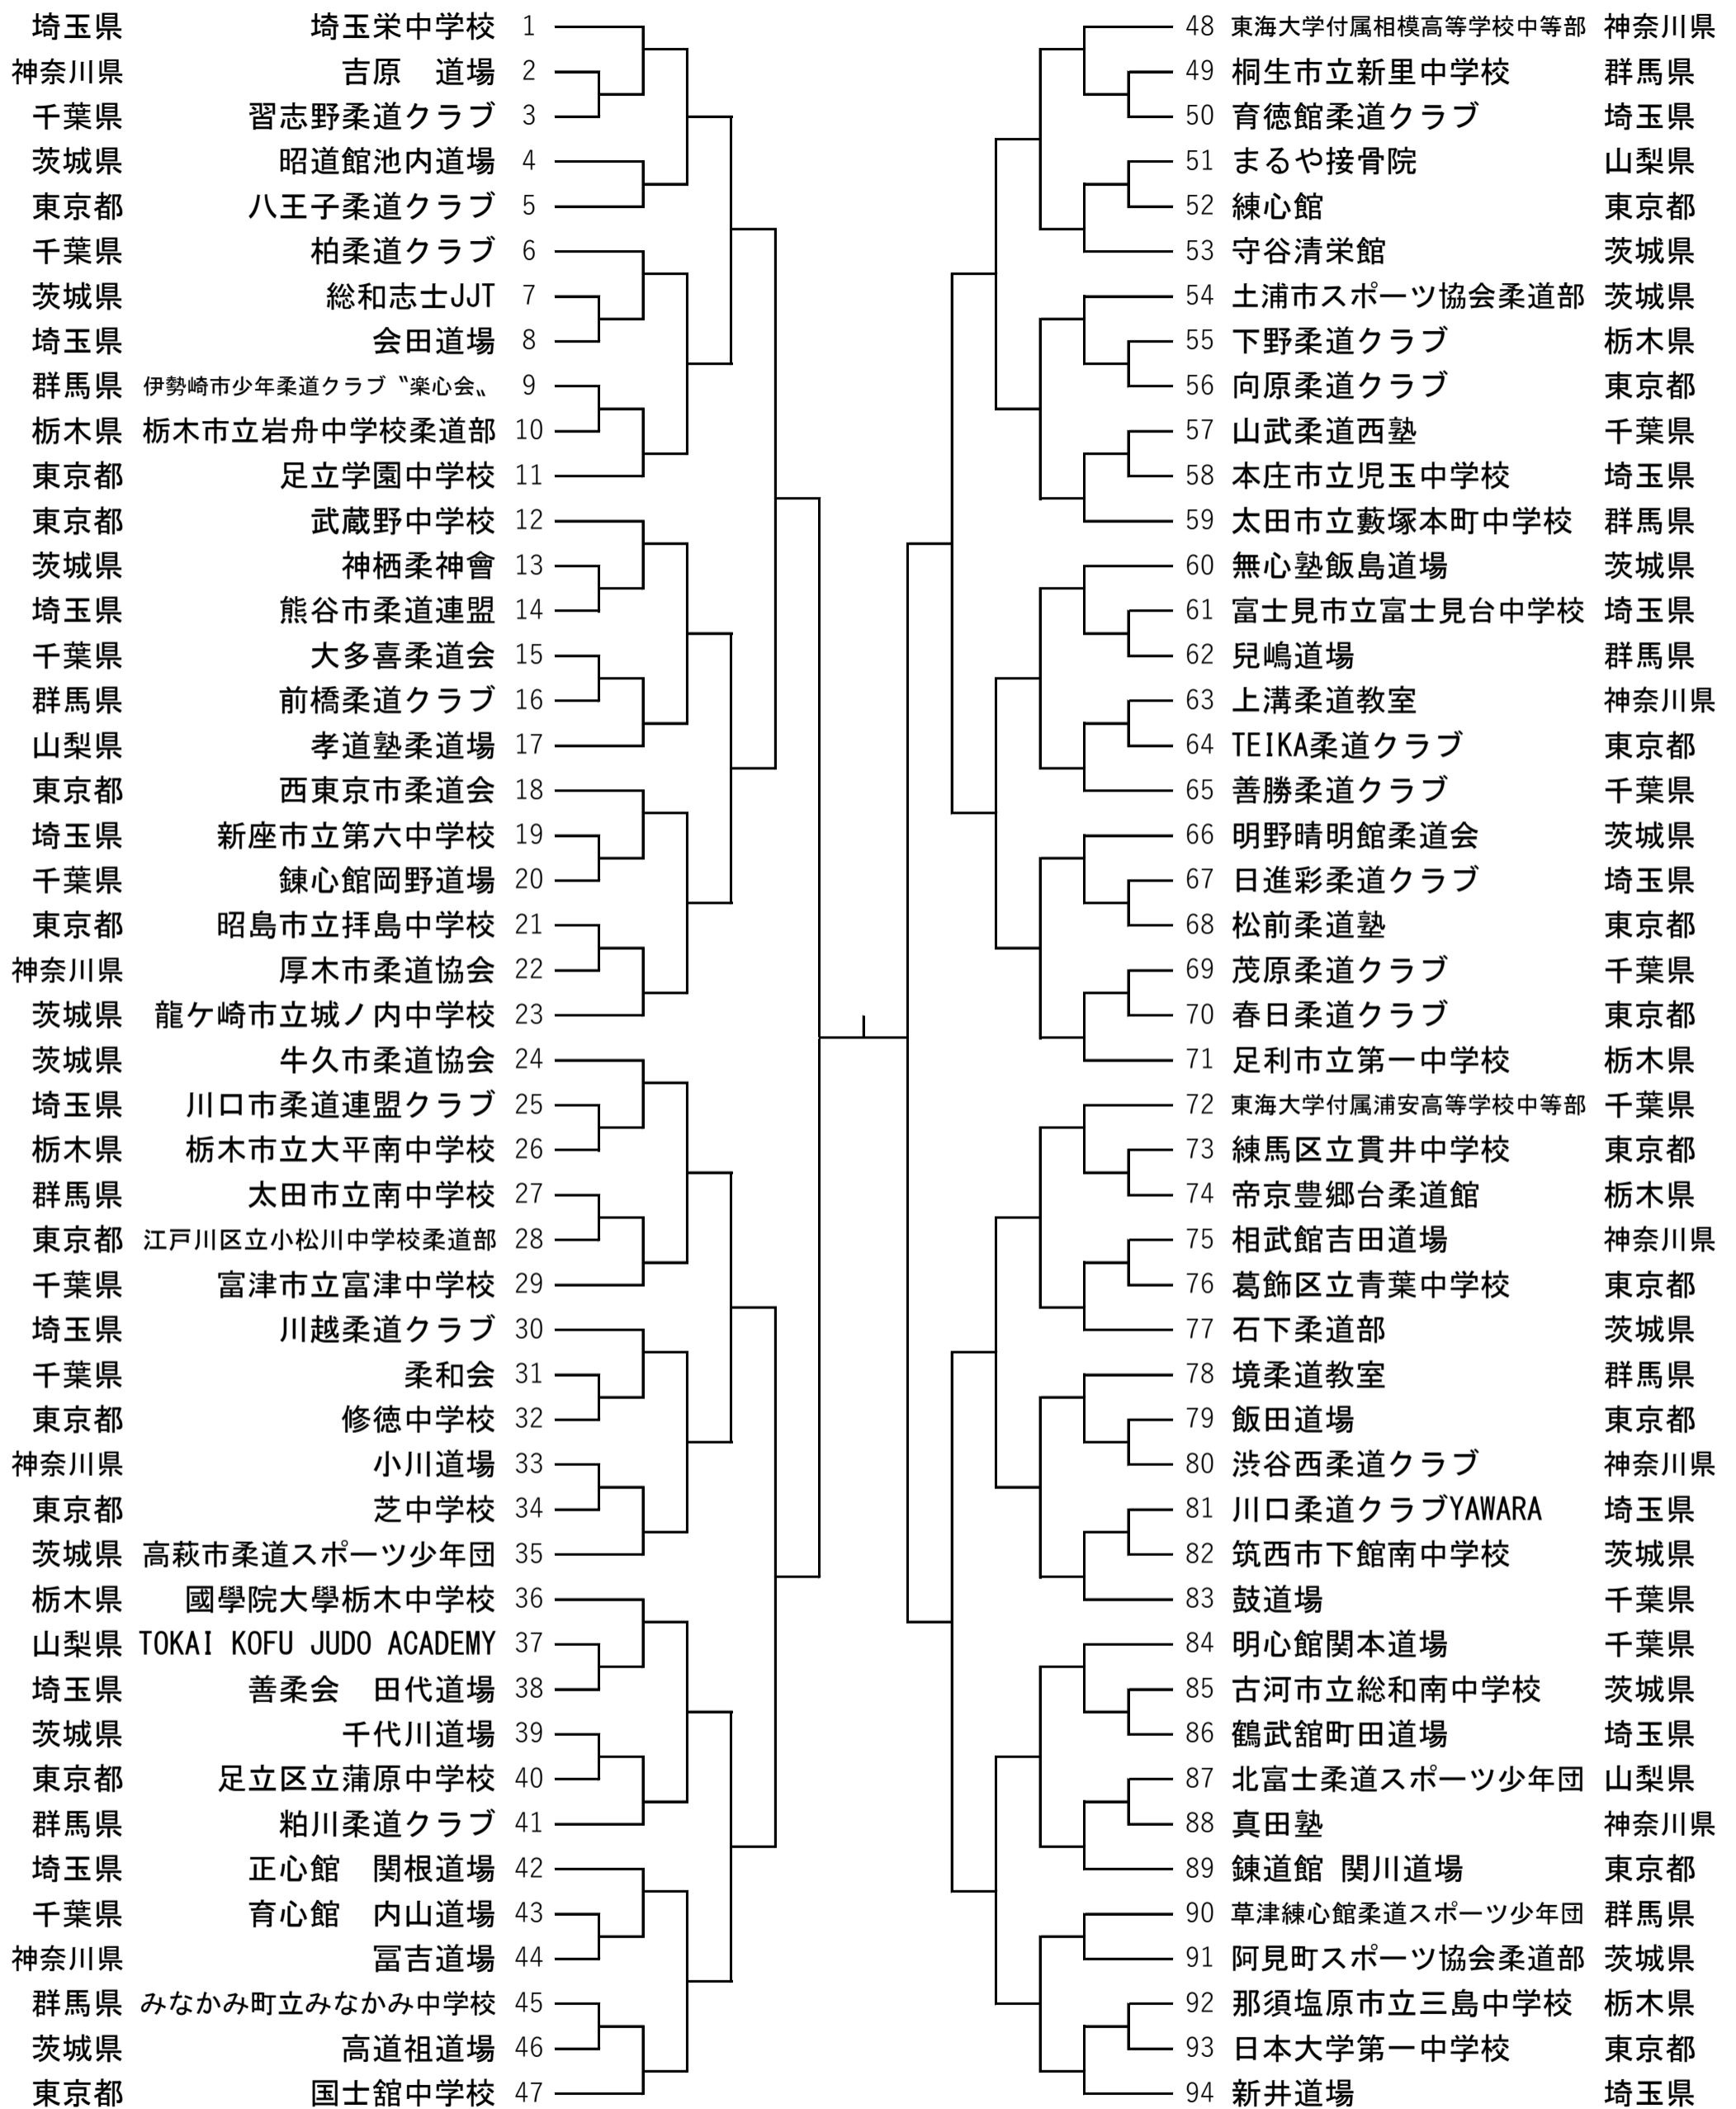 埼玉県 埼玉栄中学校 1
神奈川県 吉原　道場 2
千葉県 習志野柔道クラブ 3
茨城県 昭道館池内道場 4
東京都 八王子柔道クラブ 5
千葉県 柏柔道クラブ 6
茨城県 総和志士JJT 7
埼玉県 会田道場 8
群馬県 伊勢崎市少年柔道クラブ〝楽心会〟 9
栃木県 栃木市立岩舟中学校柔道部 10
東京都 足立学園中学校 11
東京都 武蔵野中学校 12
茨城県 神栖柔神會 13
埼玉県 熊谷市柔道連盟 14
千葉県 大多喜柔道会 15
群馬県 前橋柔道クラブ 16
山梨県 孝道塾柔道場 17
東京都 西東京市柔道会 18
埼玉県 新座市立第六中学校 19
千葉県 錬心館岡野道場 20
東京都 昭島市立拝島中学校 21
神奈川県 厚木市柔道協会 22
茨城県 龍ケ崎市立城ノ内中学校 23
茨城県 牛久市柔道協会 24
埼玉県 川口市柔道連盟クラブ 25
栃木県 栃木市立大平南中学校 26
群馬県 太田市立南中学校 27
東京都 江戸川区立小松川中学校柔道部 28
千葉県 富津市立富津中学校 29
埼玉県 川越柔道クラブ 30
千葉県 柔和会 31
東京都 修徳中学校 32
神奈川県 小川道場 33
東京都 芝中学校 34
茨城県 高萩市柔道スポーツ少年団 35
栃木県 國學院大學栃木中学校 36
山梨県 TOKAI KOFU JUDO ACADEMY 37
埼玉県 善柔会　田代道場 38
茨城県 千代川道場 39
東京都 足立区立蒲原中学校 40
群馬県 粕川柔道クラブ 41
埼玉県 正心館　関根道場 42
千葉県 育心館　内山道場 43
神奈川県 冨吉道場 44
群馬県 みなかみ町立みなかみ中学校 45
茨城県 高道祖道場 46
東京都 国士舘中学校 47
48 東海大学付属相模高等学校中等部 神奈川県
49 桐生市立新里中学校 群馬県
50 育徳館柔道クラブ 埼玉県
51 まるや接骨院 山梨県
52 練心館 東京都
53 守谷清栄館 茨城県
54 土浦市スポーツ協会柔道部 茨城県
55 下野柔道クラブ 栃木県
56 向原柔道クラブ 東京都
57 山武柔道西塾 千葉県
58 本庄市立児玉中学校 埼玉県
59 太田市立藪塚本町中学校 群馬県
60 無心塾飯島道場 茨城県
61 富士見市立富士見台中学校 埼玉県
62 兒嶋道場 群馬県
63 上溝柔道教室 神奈川県
64 TEIKA柔道クラブ 東京都
65 善勝柔道クラブ 千葉県
66 明野晴明館柔道会 茨城県
67 日進彩柔道クラブ 埼玉県
68 松前柔道塾 東京都
69 茂原柔道クラブ 千葉県
70 春日柔道クラブ 東京都
71 足利市立第一中学校 栃木県
72 東海大学付属浦安高等学校中等部 千葉県
73 練馬区立貫井中学校 東京都
74 帝京豊郷台柔道館 栃木県
75 相武館吉田道場 神奈川県
76 葛飾区立青葉中学校 東京都
77 石下柔道部 茨城県
78 境柔道教室 群馬県
79 飯田道場 東京都
80 渋谷西柔道クラブ 神奈川県
81 川口柔道クラブYAWARA 埼玉県
82 筑西市下館南中学校 茨城県
83 鼓道場 千葉県
84 明心館関本道場 千葉県
85 古河市立総和南中学校 茨城県
86 鶴武舘町田道場 埼玉県
87 北富士柔道スポーツ少年団 山梨県
88 真田塾 神奈川県
89 錬道館 関川道場 東京都
90 草津練心館柔道スポーツ少年団 群馬県
91 阿見町スポーツ協会柔道部 茨城県
92 那須塩原市立三島中学校 栃木県
93 日本大学第一中学校 東京都
94 新井道場 埼玉県